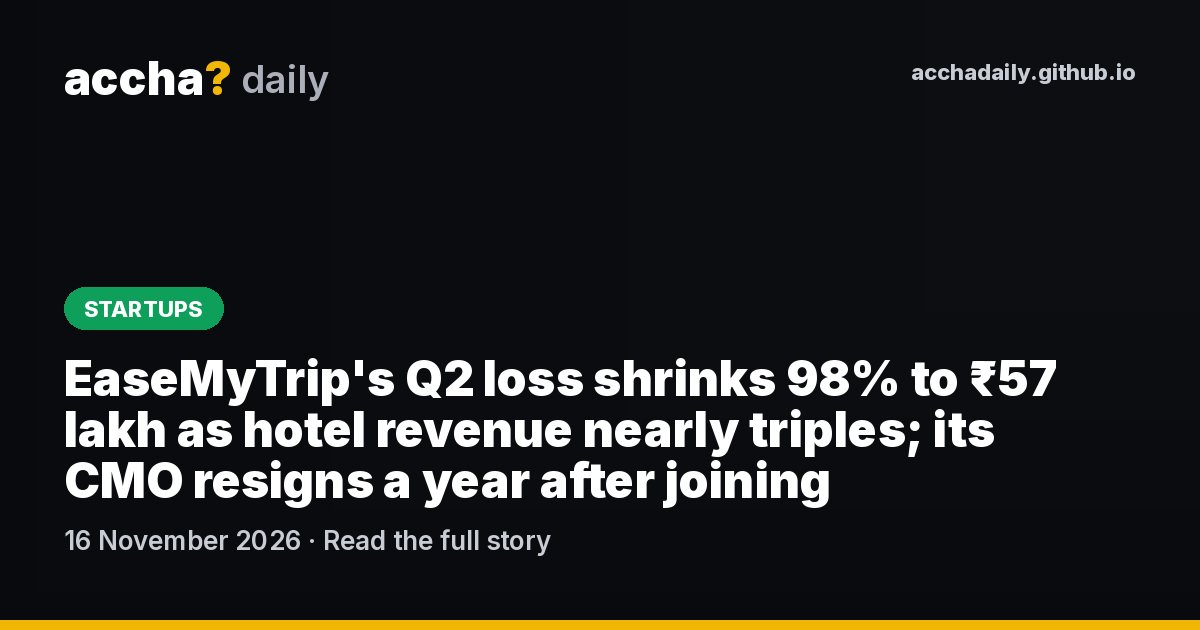 accha? daily
acchadaily.github.io
STARTUPS
EaseMyTrip's Q2 loss shrinks 98% to ₹57
lakh as hotel revenue nearly triples; its
CMO resigns a year after joining
16 November 2026 · Read the full story